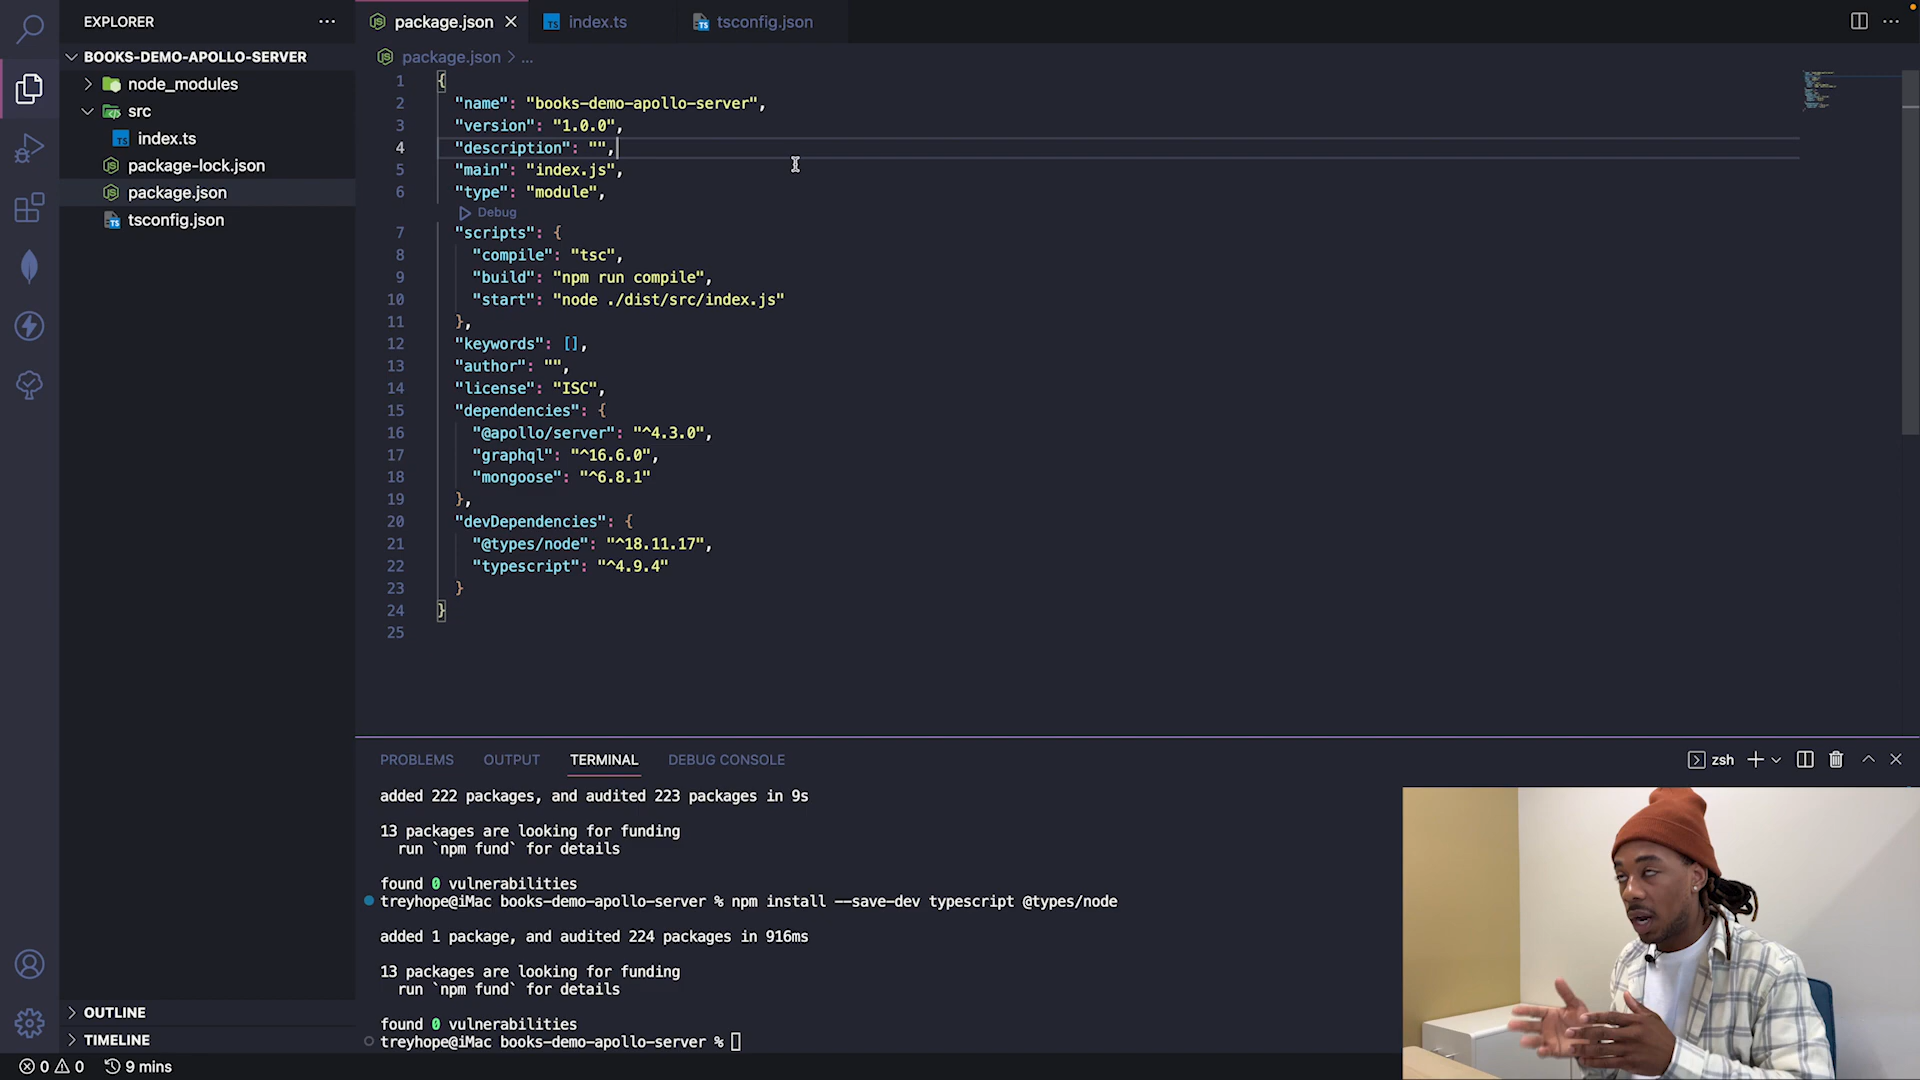 EXPLORER
BOOKS-DEMO-APOLLO-SERVER
node_modules
src
TS index.ts
package-lock.json
package.json
TS tsconfig.json
OUTLINE
TIMELINE
0 0 9 mins
package.json
TS index.ts
TS tsconfig.json
package.json > ...
1 {
2 "name": "books-demo-apollo-server",
3 "version": "1.0.0",
4 "description": "",
5 "main": "index.js",
6 "type": "module",
Debug
7 "scripts": {
8 "compile": "tsc",
9 "build": "npm run compile",
10 "start": "node ./dist/src/index.js"
11 },
12 "keywords": [],
13 "author": "",
14 "license": "ISC",
15 "dependencies": {
16 "@apollo/server": "^4.3.0",
17 "graphql": "^16.6.0",
18 "mongoose": "^6.8.1"
19 },
20 "devDependencies": {
21 "@types/node": "^18.11.17",
22 "typescript": "^4.9.4"
23 }
24 }
25
PROBLEMS OUTPUT TERMINAL DEBUG CONSOLE
zsh
added 222 packages, and audited 223 packages in 9s
13 packages are looking for funding
run `npm fund` for details
found 0 vulnerabilities
treyhope@iMac books-demo-apollo-server % npm install --save-dev typescript @types/node
added 1 package, and audited 224 packages in 916ms
13 packages are looking for funding
run `npm fund` for details
found 0 vulnerabilities
treyhope@iMac books-demo-apollo-server %